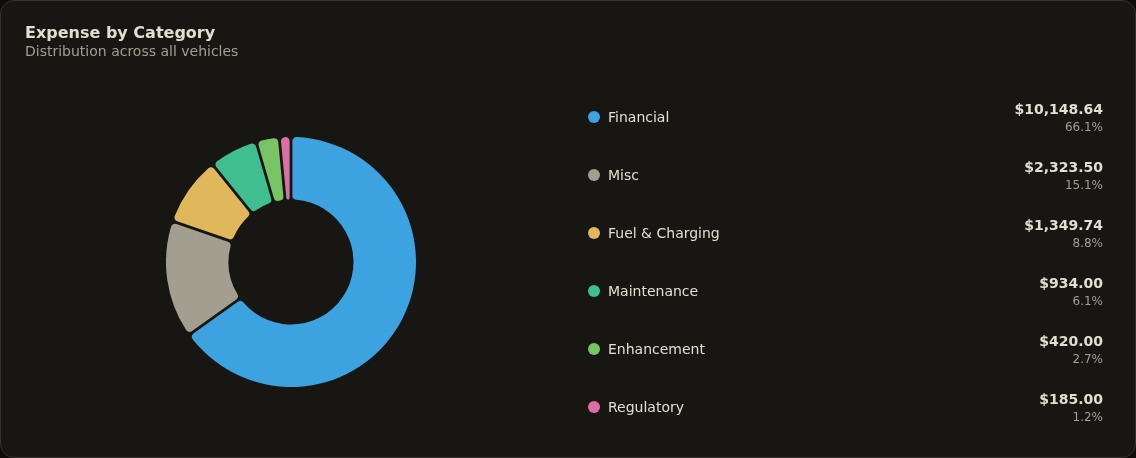 Expense by Category
Distribution across all vehicles
Financial
$10,148.64
66.1%
Misc
$2,323.50
15.1%
Fuel & Charging
$1,349.74
8.8%
Maintenance
$934.00
6.1%
Enhancement
$420.00
2.7%
Regulatory
$185.00
1.2%